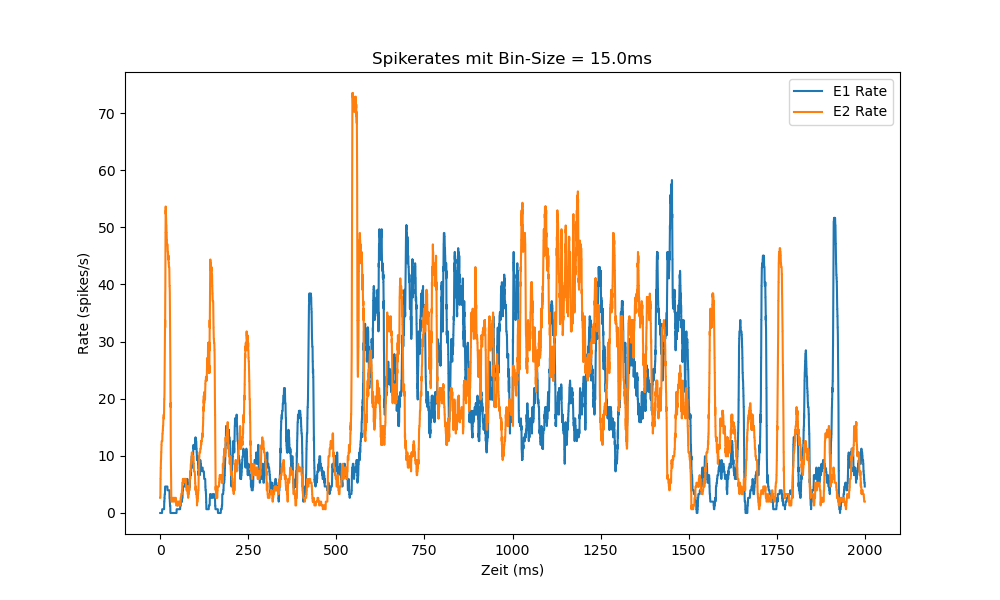 Spikerates mit Bin-Size = 15.0ms
E1 Rate
E2 Rate
70
60
50
40
30
20
10
0
Rate (spikes/s)
0 250 500 750 1000 1250 1500 1750 2000
Zeit (ms)